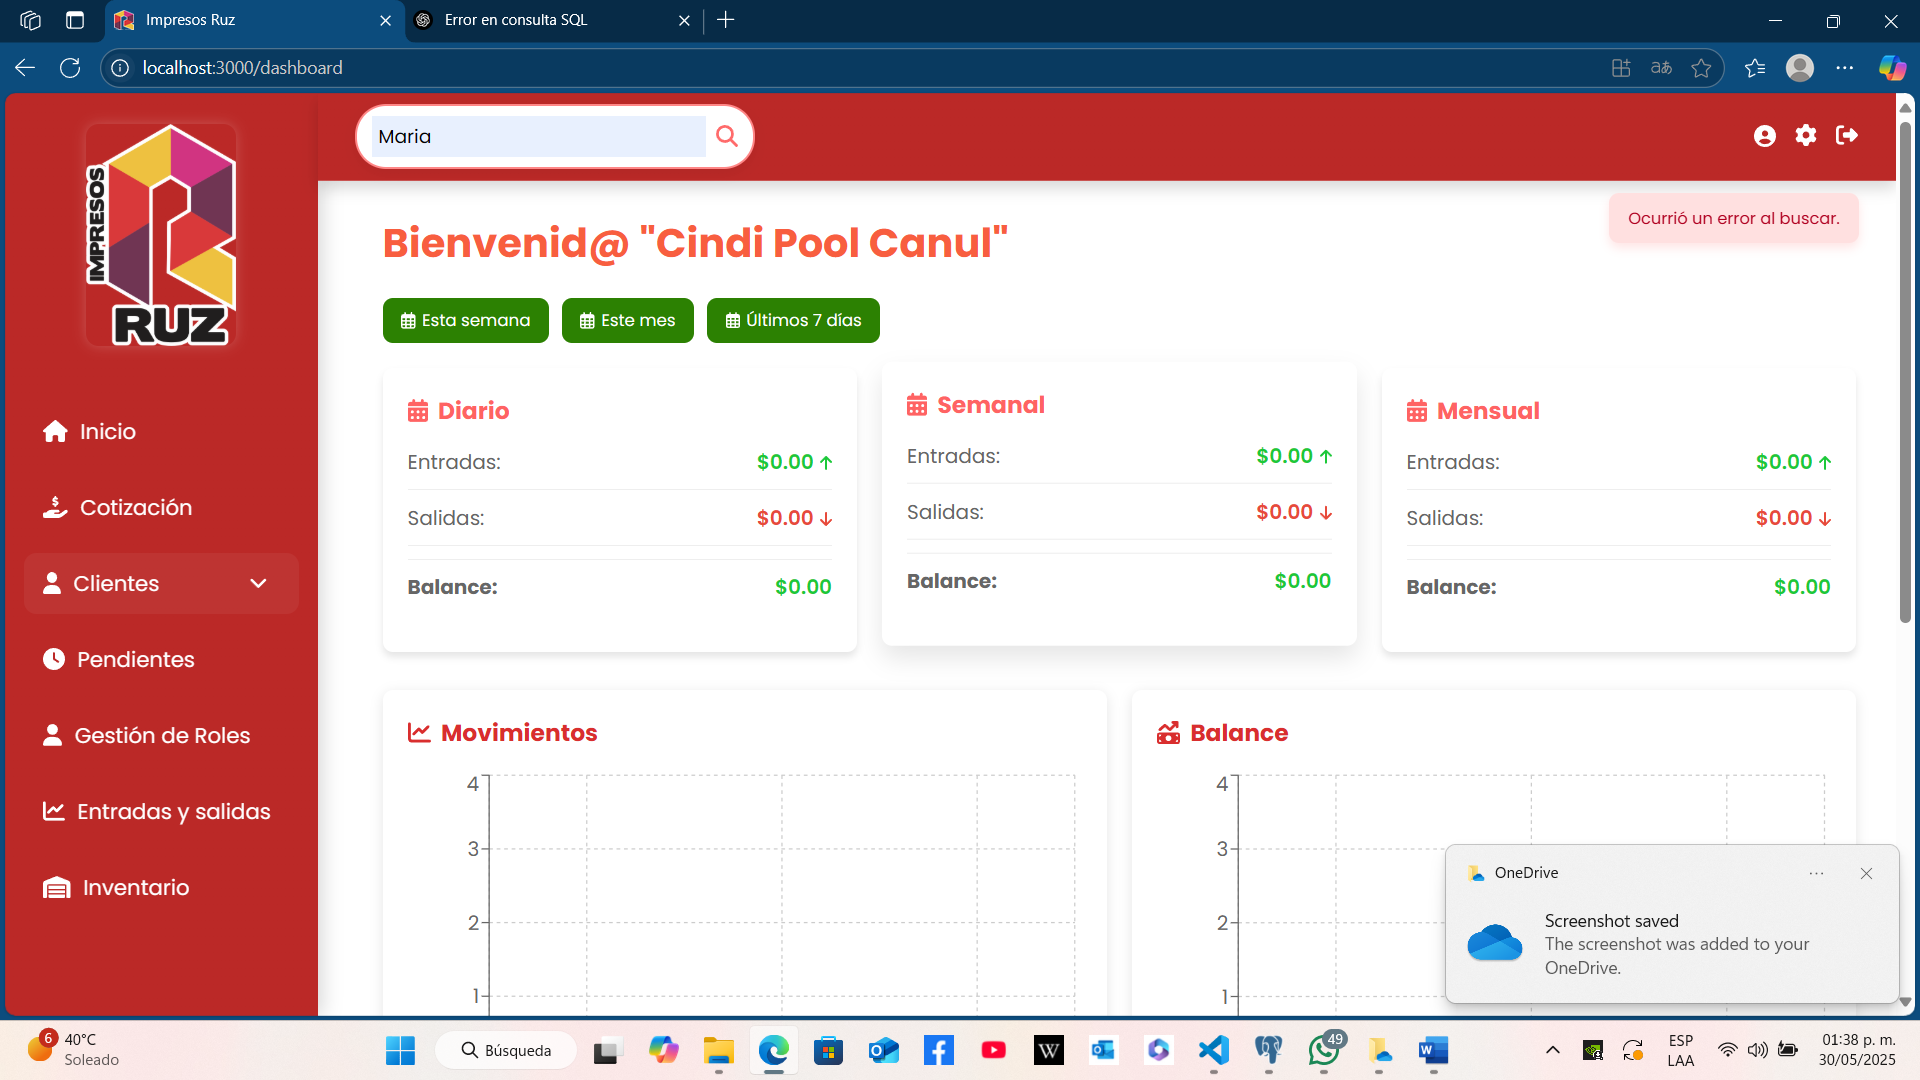 Impresos Ruz
Error en consulta SQL
localhost:3000/dashboard
IMPRESOS
RUZ
Maria
Ocurrió un error al buscar.
Bienvenid@ "Cindi Pool Canul"
Esta semana
Este mes
Últimos 7 días
Inicio
Cotización
Clientes
Pendientes
Gestión de Roles
Entradas y salidas
Inventario
Diario
Entradas: $0.00
Salidas: $0.00
Balance: $0.00
Semanal
Entradas: $0.00
Salidas: $0.00
Balance: $0.00
Mensual
Entradas: $0.00
Salidas: $0.00
Balance: $0.00
Movimientos
4
3
2
1
Balance
4
3
2
1
OneDrive
Screenshot saved
The screenshot was added to your
OneDrive.
6
40°C
Soleado
Búsqueda
49
ESP
LAA
01:38 p. m.
30/05/2025